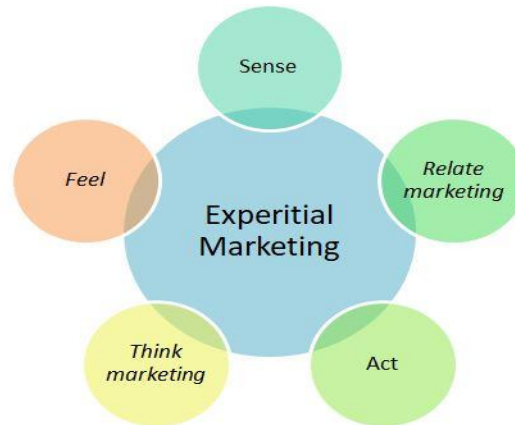 Sense
Feel
Relate
marketing
Experitial
Marketing
Think
marketing
Act